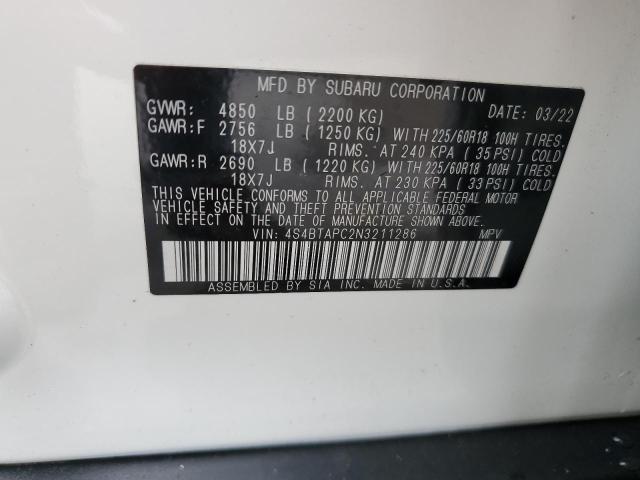 MFD BY SUBARU CORPORATION
GVWR: 4850 LB ( 2200 KG) DATE: 03/22
GAWR:F 2756 LB ( 1250 KG) WITH 225/60R18 100H TIRES.
18X7J RIMS. AT 240 KPA ( 35 PSI) COLD
GAWR:R 2690 LB ( 1220 KG) WITH 225/60R18 100H TIRES.
18X7J RIMS. AT 230 KPA ( 33 PSI) COLD
THIS VEHICLE CONFORMS TO ALL APPLICABLE FEDERAL MOTOR
VEHICLE SAFETY AND THEFT PREVENTION STANDARDS
IN EFFECT ON THE DATE OF MANUFACTURE SHOWN ABOVE.
VIN: 4S4BTAPC2N3211286 MPV
ASSEMBLED BY SIA INC. MADE IN U.S.A.